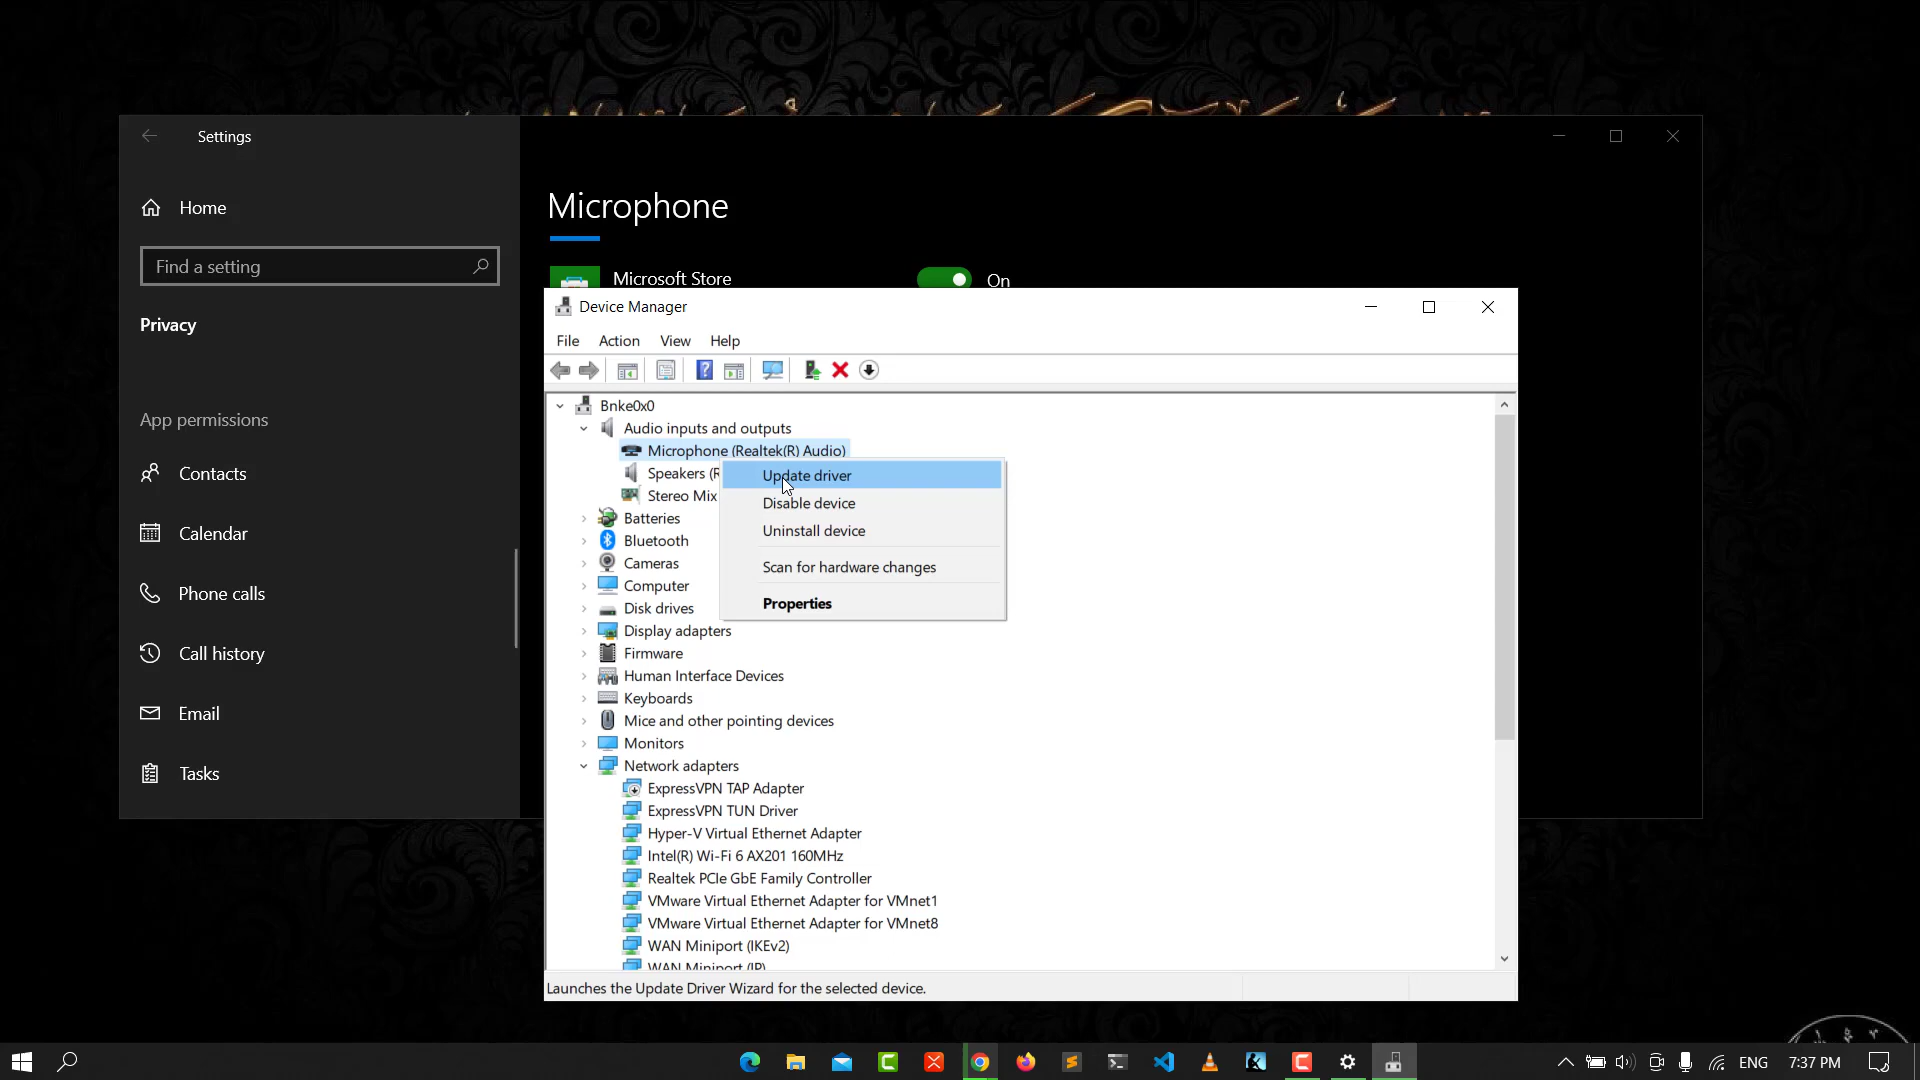 Settings
Home
Find a setting
Privacy
App permissions
Contacts
Calendar
Phone calls
Call history
Email
Tasks
Microphone
Microsoft Store
On
Device Manager
File Action View Help
Bnke0x0
Audio inputs and outputs
Microphone (Realtek(R) Audio)
Speakers (R
Stereo Mix
Batteries
Bluetooth
Cameras
Computer
Disk drives
Display adapters
Firmware
Human Interface Devices
Keyboards
Mice and other pointing devices
Monitors
Network adapters
ExpressVPN TAP Adapter
ExpressVPN TUN Driver
Hyper-V Virtual Ethernet Adapter
Intel(R) Wi-Fi 6 AX201 160MHz
Realtek PCIe GbE Family Controller
VMware Virtual Ethernet Adapter for VMnet1
VMware Virtual Ethernet Adapter for VMnet8
WAN Miniport (IKEv2)
WAN Miniport (IP)
Update driver
Disable device
Uninstall device
Scan for hardware changes
Properties
Launches the Update Driver Wizard for the selected device.
ENG 7:37 PM